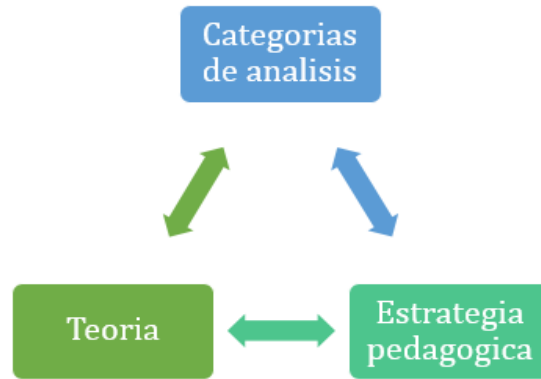 Categorias
de analisis
Teoria
Estrategia
pedagogica